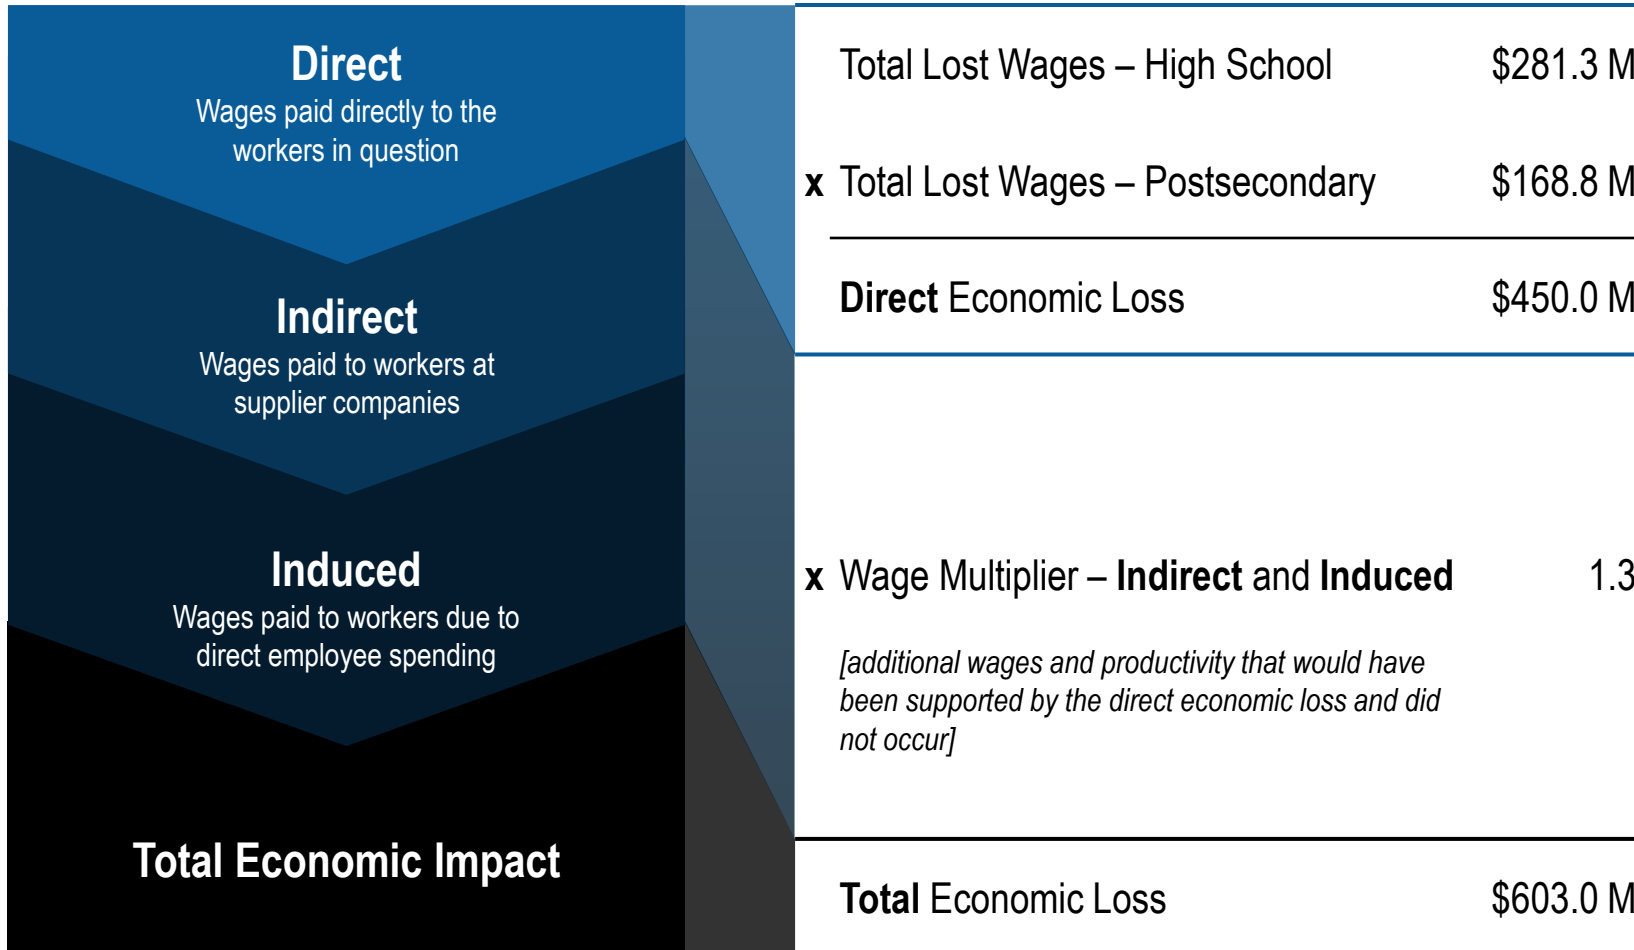 Direct
Wages paid directly to the
workers in question
Indirect
Wages paid to workers at
supplier companies
Induced
Wages paid to workers due to
direct employee spending
Total Economic Impact
Total Lost Wages – High School $281.3 M
x Total Lost Wages – Postsecondary $168.8 M
Direct Economic Loss $450.0 M
x Wage Multiplier – Indirect and Induced 1.3
[additional wages and productivity that would have
been supported by the direct economic loss and did
not occur]
Total Economic Loss $603.0 M